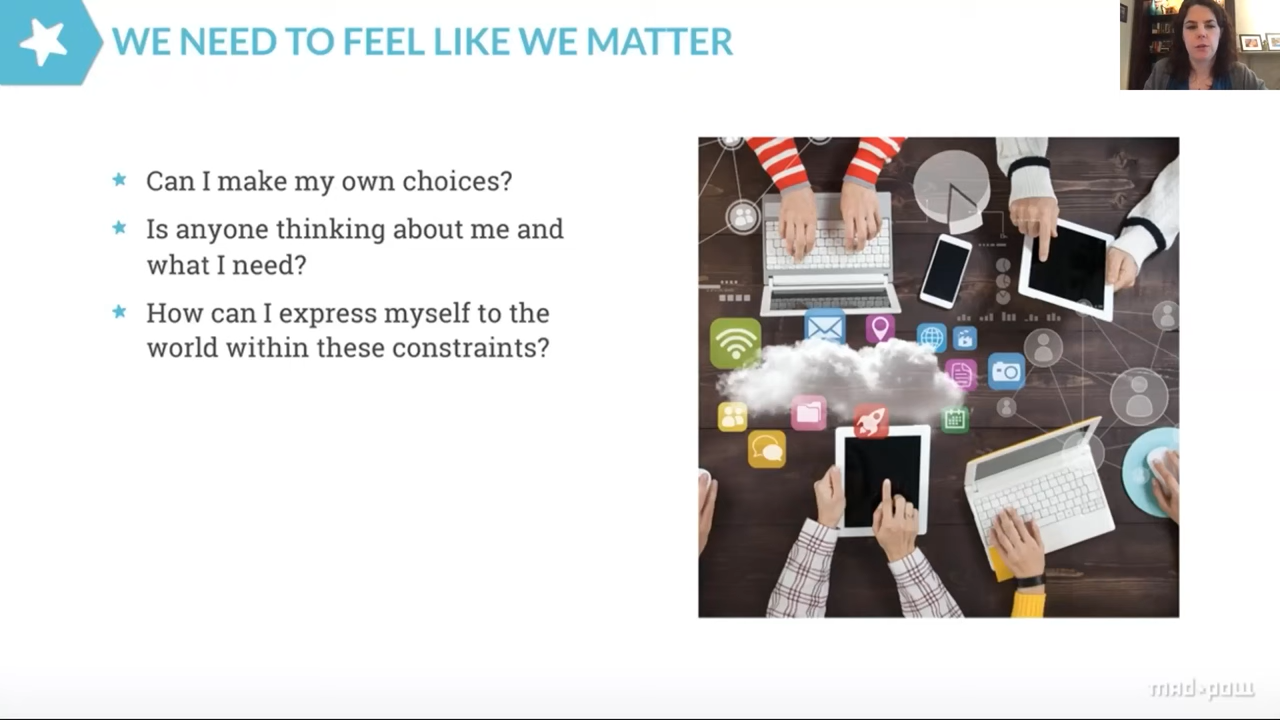 WE NEED TO FEEL LIKE WE MATTER
Can I make my own choices?
Is anyone thinking about me and
what I need?
How can I express myself to the
world within these constraints?
mad*pow